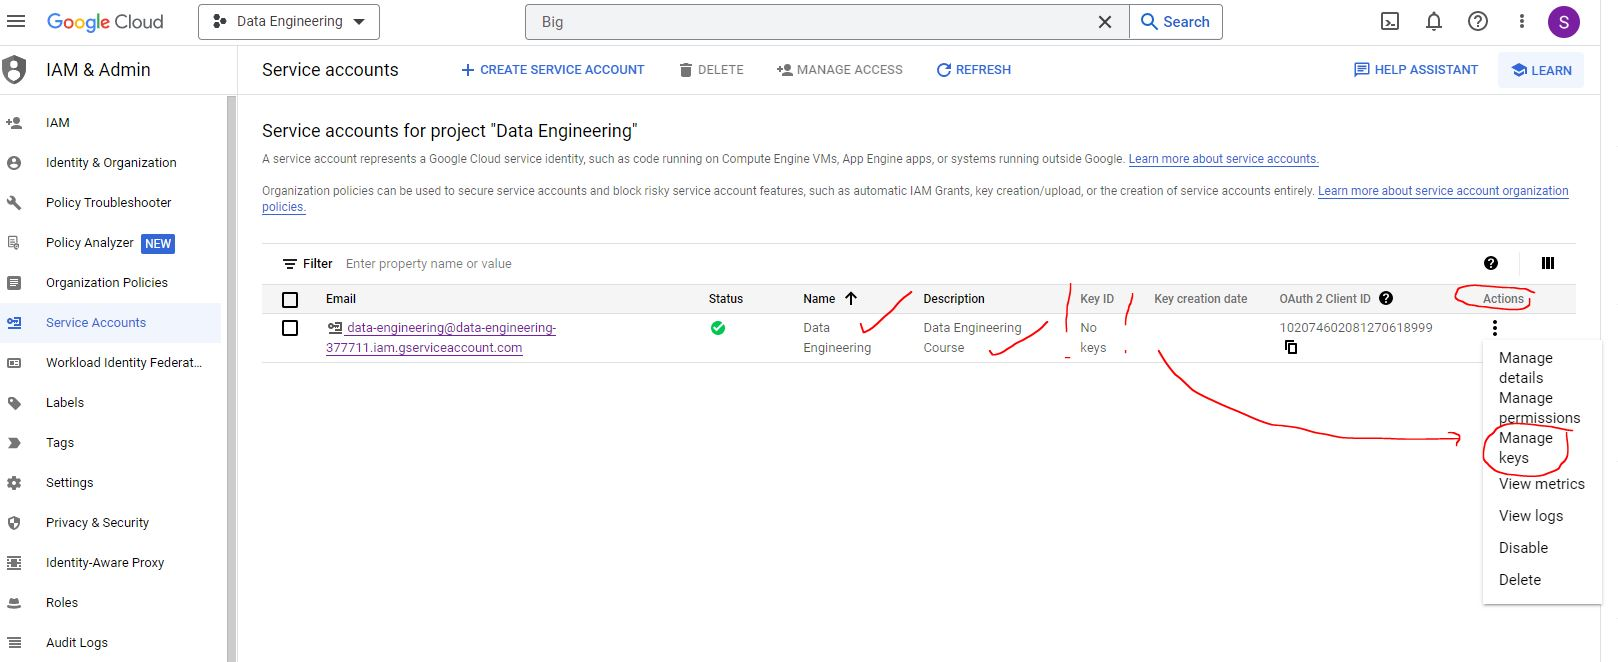 Google Cloud
Data Engineering
Big
Search
S
IAM & Admin
Service accounts
CREATE SERVICE ACCOUNT
DELETE
MANAGE ACCESS
REFRESH
HELP ASSISTANT
LEARN
IAM
Identity & Organization
Policy Troubleshooter
Policy Analyzer NEW
Organization Policies
Service Accounts
Workload Identity Federat...
Labels
Tags
Settings
Privacy & Security
Identity-Aware Proxy
Roles
Audit Logs
Service accounts for project "Data Engineering"
A service account represents a Google Cloud service identity, such as code running on Compute Engine VMs, App Engine apps, or systems running outside Google. Learn more about service accounts.
Organization policies can be used to secure service accounts and block risky service account features, such as automatic IAM Grants, key creation/upload, or the creation of service accounts entirely. Learn more about service account organization
policies.
Filter Enter property name or value
Email Status Name Description Key ID Key creation date OAuth 2 Client ID Actions
data-engineering@data-engineering- Data Data Engineering No 102074602081270618999
377711.iam.gserviceaccount.com Engineering Course keys
Manage
details
Manage
permissions
Manage
keys
View metrics
View logs
Disable
Delete